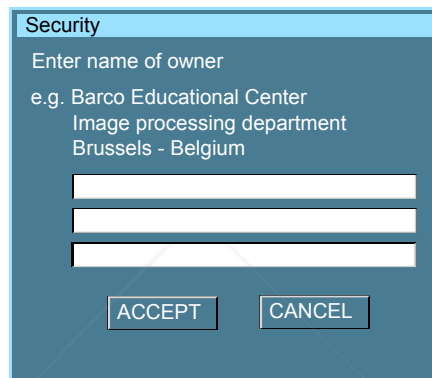 Security
Enter name of owner
e.g. Barco Educational Center
Image processing department
Brussels - Belgium
ACCEPT CANCEL